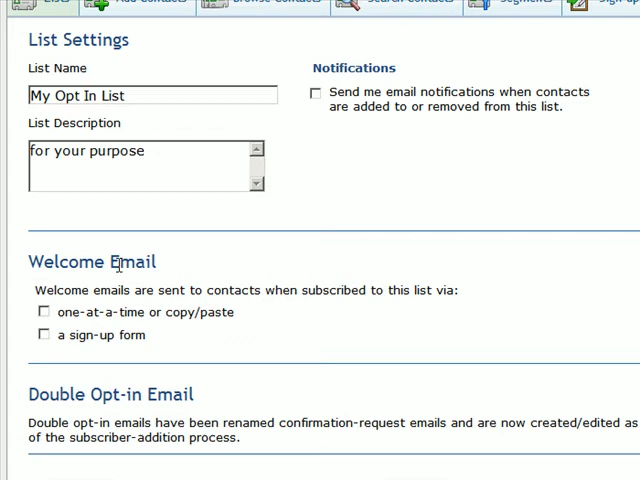 List Settings
List Name
Notifications
My Opt In List
Send me email notifications when contacts
are added to or removed from this list.
List Description
for your purpose
Welcome Email
Welcome emails are sent to contacts when subscribed to this list via:
one-at-a-time or copy/paste
a sign-up form
Double Opt-in Email
Double opt-in emails have been renamed confirmation-request emails and are now created/edited as
of the subscriber-addition process.